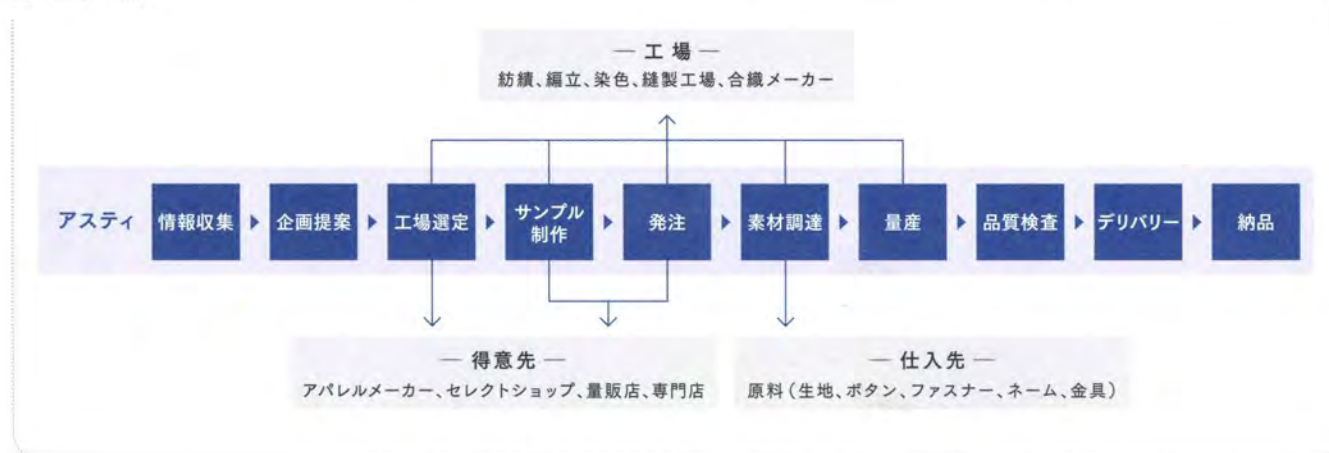 — 工場 —
紡績、編立、染色、縫製工場、合繊メーカー
アスティ
情報収集
企画提案
工場選定
サンプル
制作
発注
素材調達
量産
品質検査
デリバリー
納品
— 得意先 —
アパレルメーカー、セレクトショップ、量販店、専門店
— 仕入先 —
原料（生地、ボタン、ファスナー、ネーム、金具）